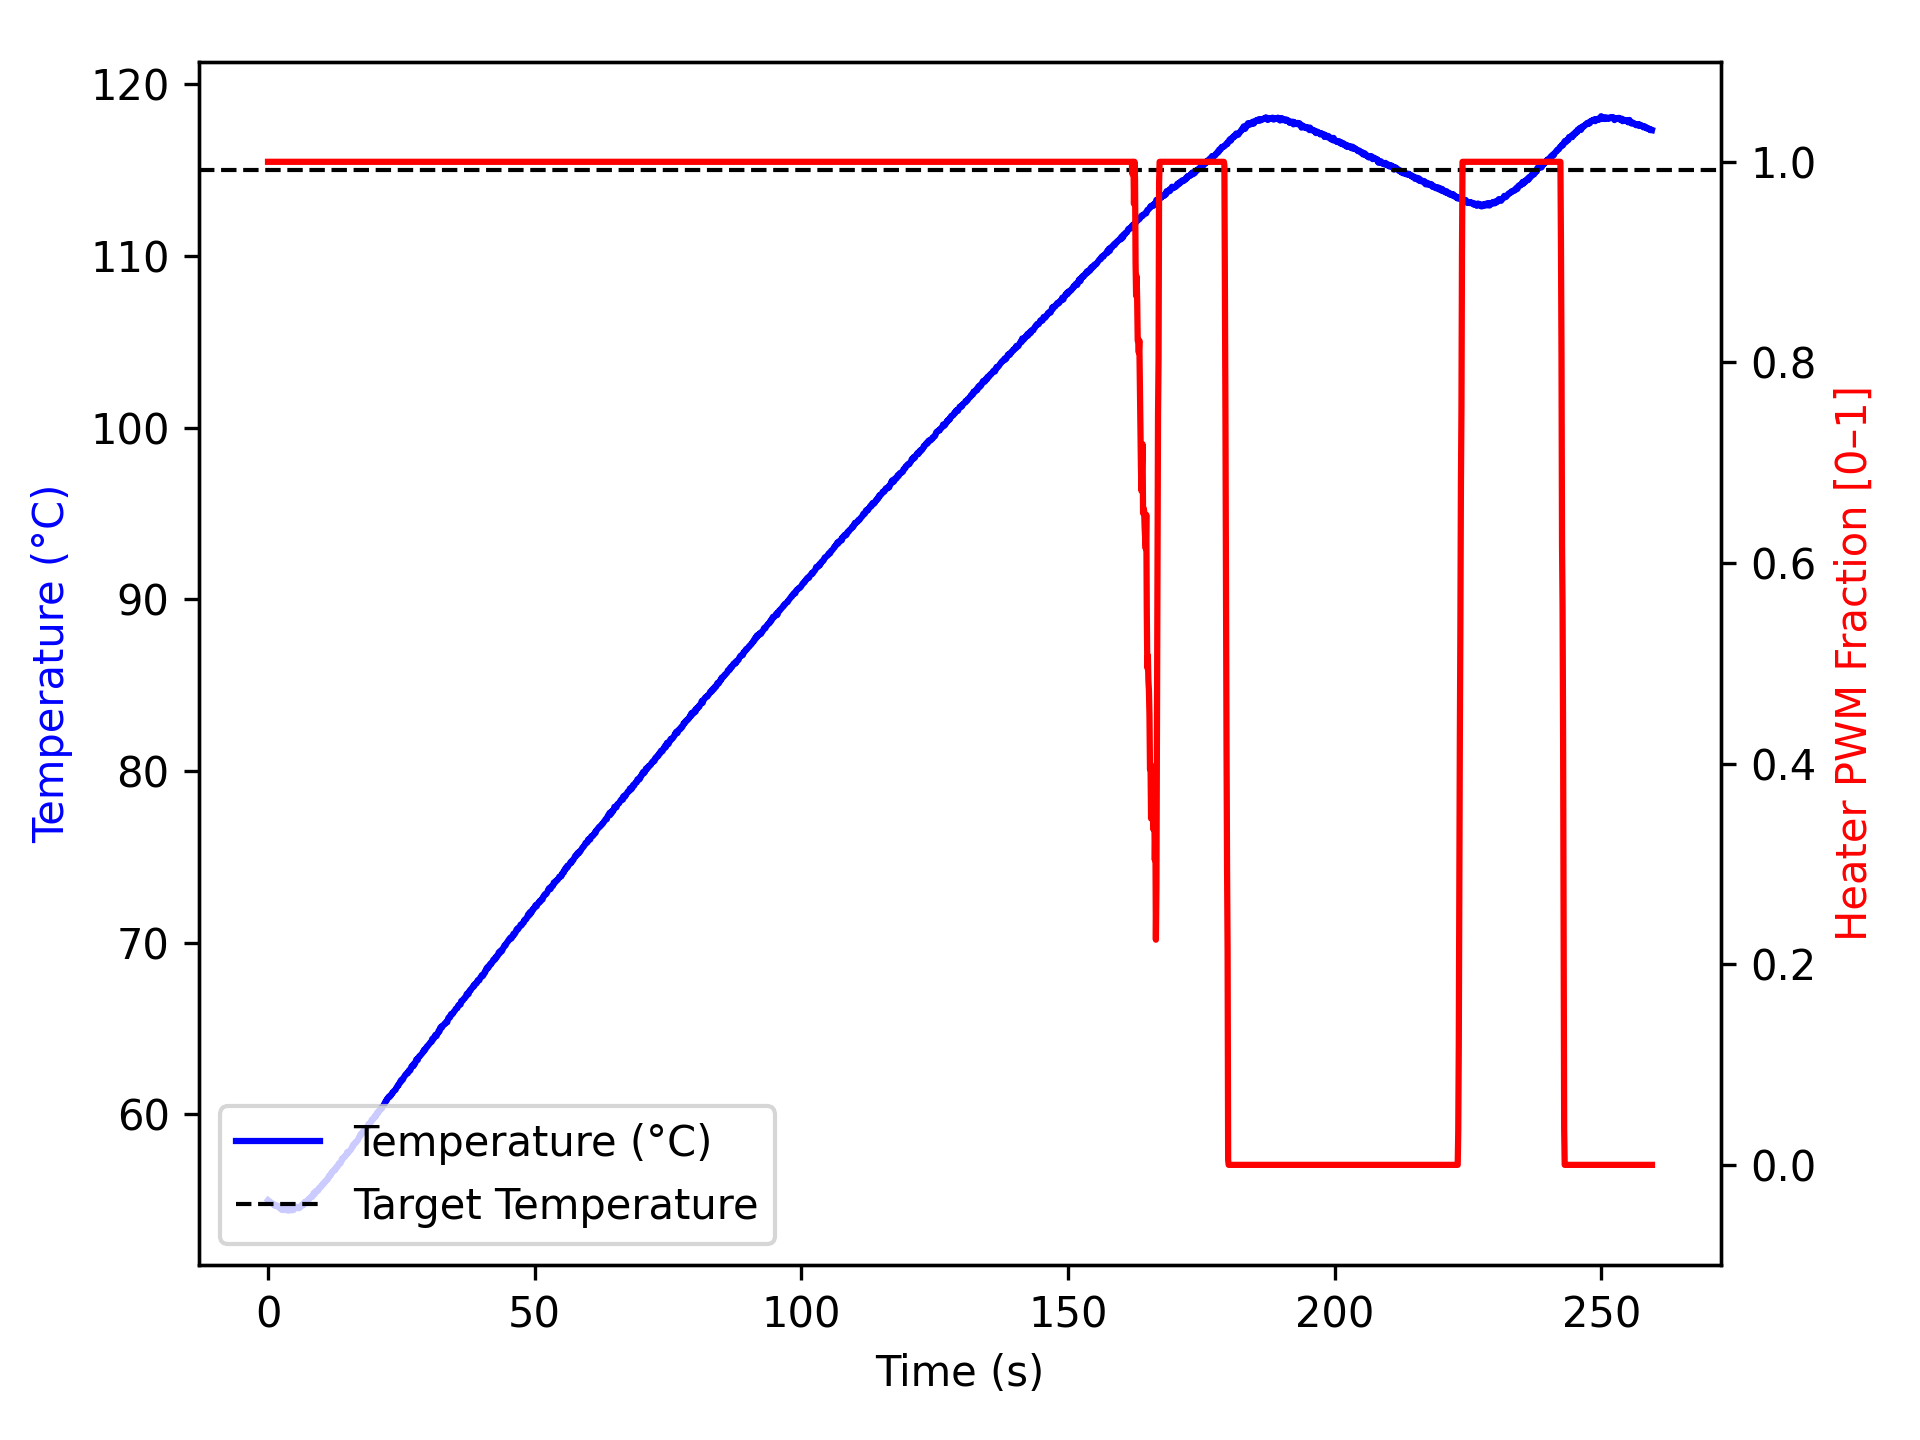 120
110
100
90
80
70
60
Temperature (°C)
1.0
0.8
0.6
0.4
0.2
0.0
Heater PWM Fraction [0–1]
Temperature (°C)
Target Temperature
0 50 100 150 200 250
Time (s)